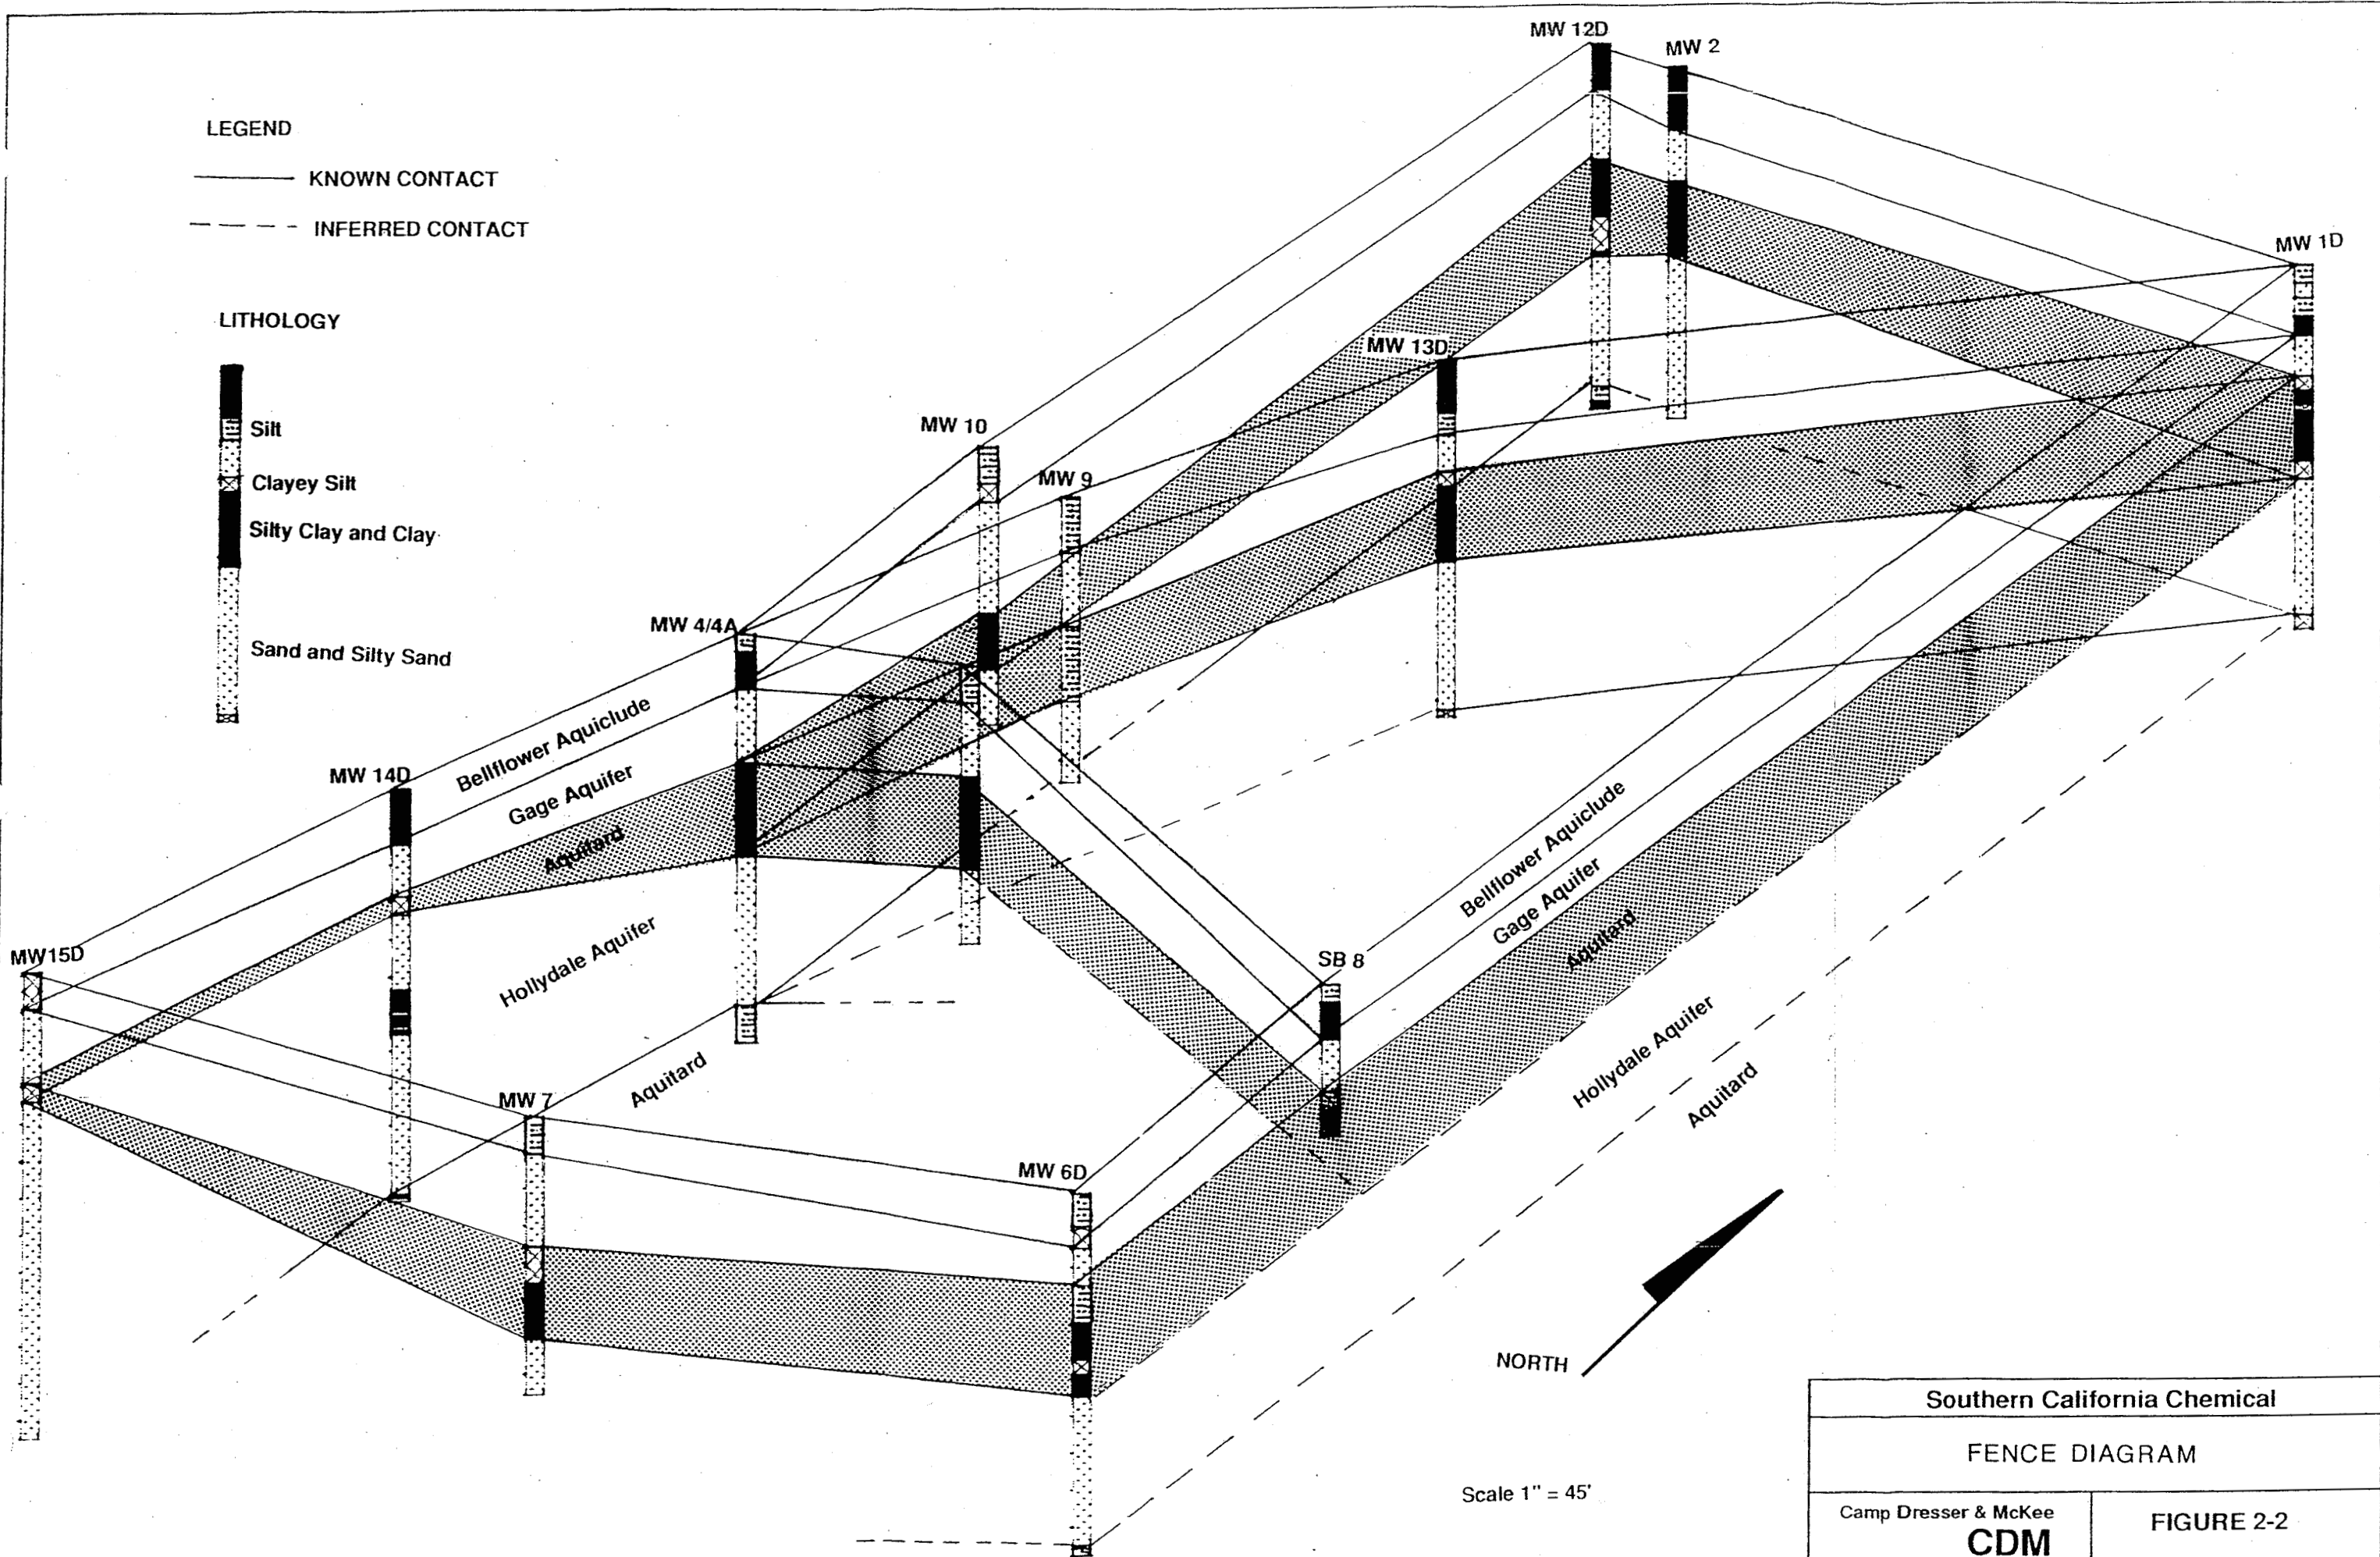 MW 12D
MW 2
LEGEND
KNOWN CONTACT
INFERRED CONTACT
MW 1D
LITHOLOGY
MW 13D
Silt
MW 10
Clayey Silt
MW 9
Silty Clay and Clay
MW 4/4A
Sand and Silty Sand
Bellflower Aquiclude
MW 14D
Gage Aquifer
Aquitard
Bellflower Aquiclude
Gage Aquifer
Aquitard
Hollydale Aquifer
MW15D
SB 8
Hollydale Aquifer
Aquitard
Aquitard
MW 7
MW 6D
NORTH
Southern California Chemical
FENCE DIAGRAM
Scale 1" = 45'
Camp Dresser & McKee
CDM
FIGURE 2-2